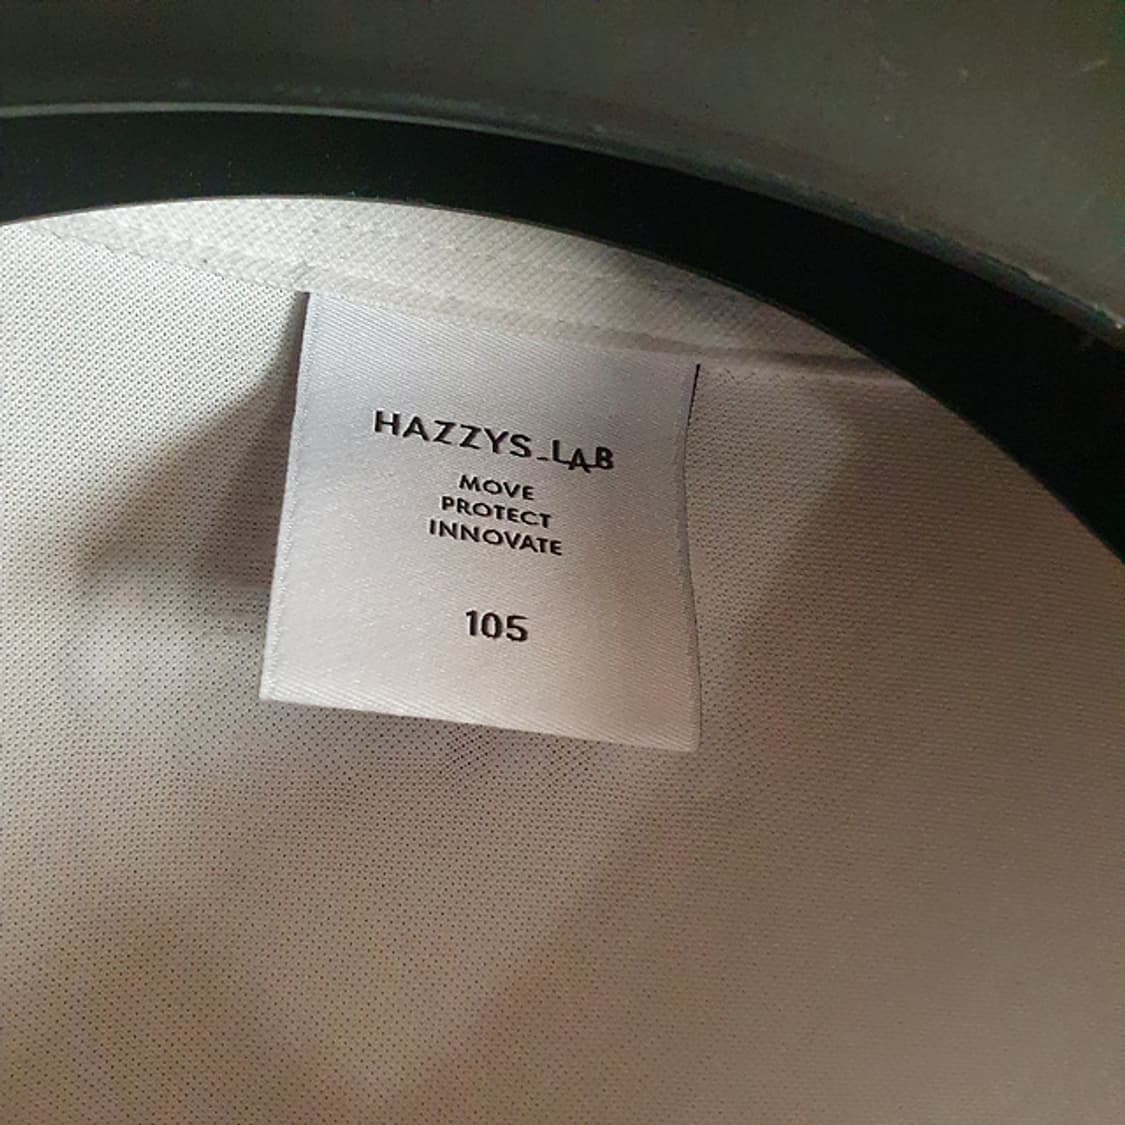 HAZZYS_LAB
MOVE
PROTECT
INNOVATE
105